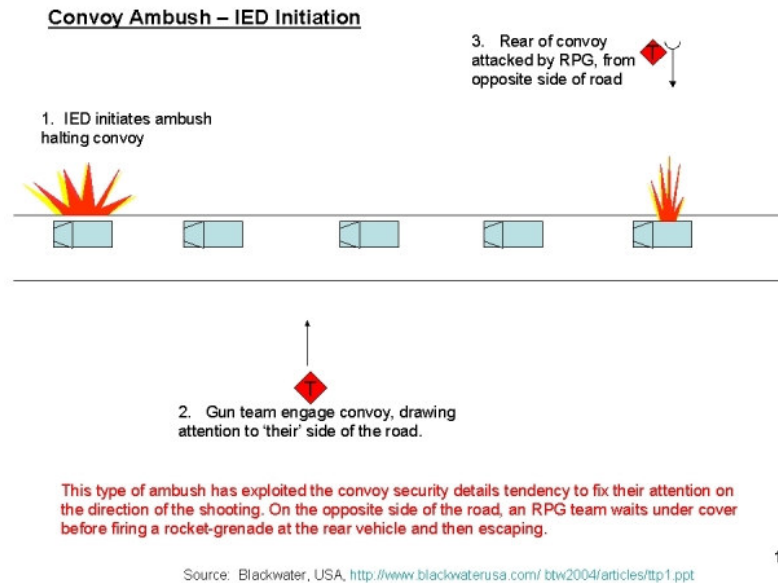 Convoy Ambush – IED Initiation
3. Rear of convoy
attacked by RPG, from
opposite side of road
T
1. IED initiates ambush
halting convoy
T
2. Gun team engage convoy, drawing
attention to 'their' side of the road.
This type of ambush has exploited the convoy security details tendency to fix their attention on
the direction of the shooting. On the opposite side of the road, an RPG team waits under cover
before firing a rocket-grenade at the rear vehicle and then escaping.
1
Source: Blackwater, USA, http://www.blackwaterusa.com/ btw2004/articles/ttp1.ppt